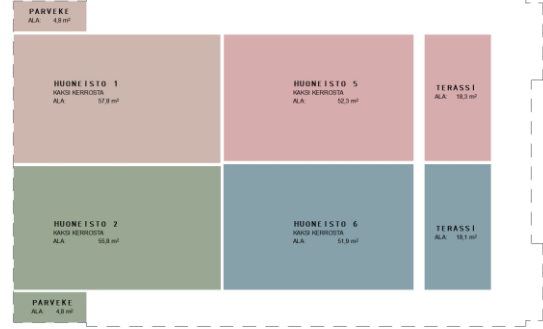 PARVEKE
ALA: 4,8 m²
HUONEISTO 1
KAKSI KERROSTA
ALA: 57,8 m²
HUONEISTO 5
KAKSI KERROSTA
ALA: 52,3 m²
TERASSI
ALA: 18,3 m²
HUONEISTO 2
KAKSI KERROSTA
ALA: 55,8 m²
HUONEISTO 6
KAKSI KERROSTA
ALA: 51,9 m²
TERASSI
ALA: 18,1 m²
PARVEKE
ALA: 4,8 m²